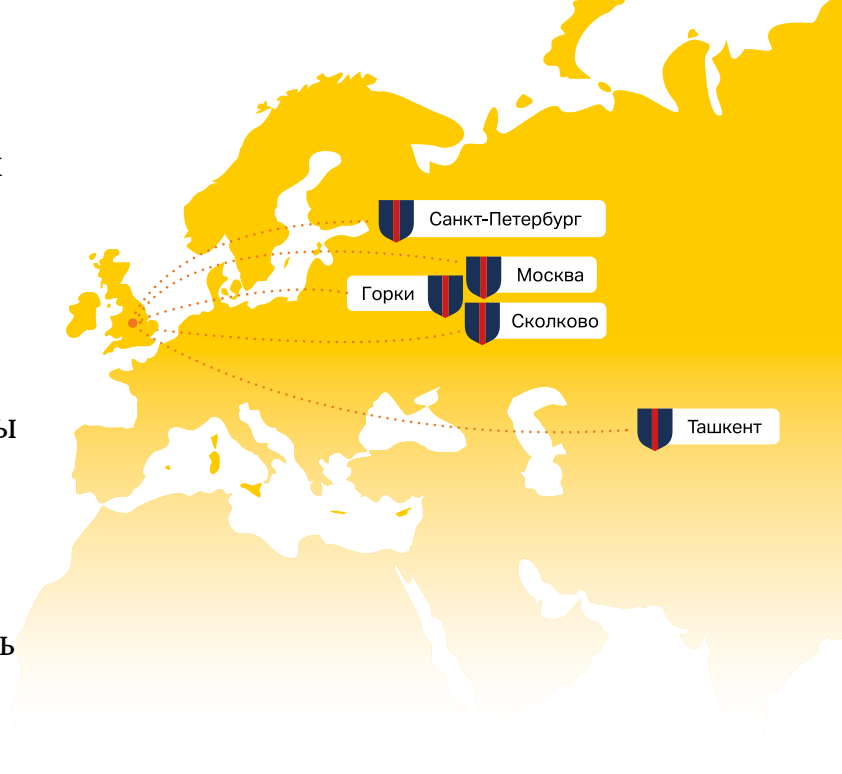 Санкт-Петербург
Москва
Горки
Сколково
ы
Ташкент
ь